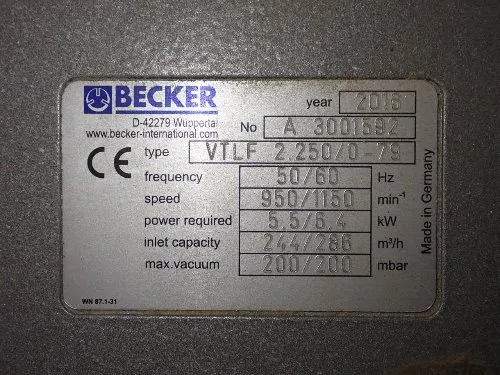 BECKER
year 2016
D-42279 Wuppertal
No A 3001592
www.becker-international.com
CE type VTLF 2.250/0-79
frequency 50/60 Hz
speed 950/1150 min⁻¹
power required 5,5/6,4 kW
inlet capacity 244/286 m³/h
max.vacuum 200/200 mbar
Made in Germany
WN 87.1-31